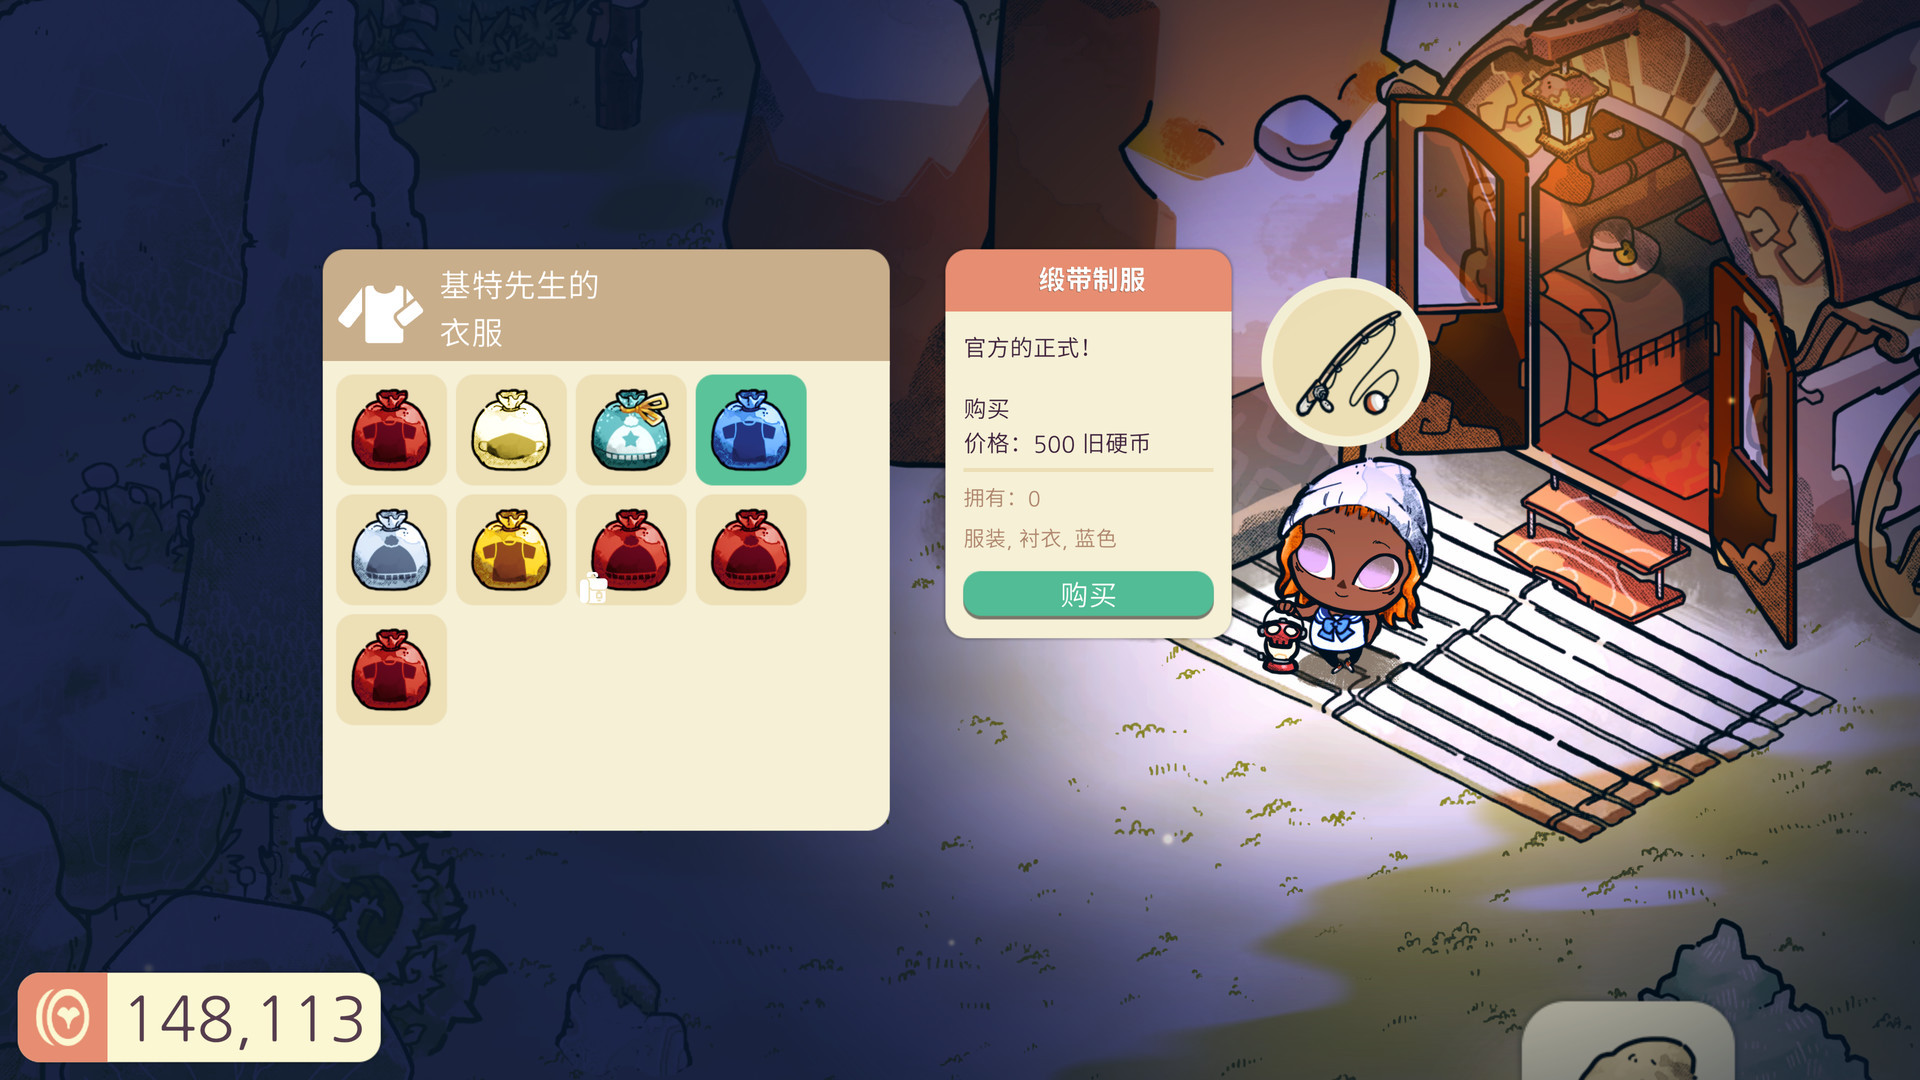 基特先生的
衣服
缎带制服
官方的正式！
购买
价格：500 旧硬币
拥有：0
服装, 衬衣, 蓝色
购买
148,113